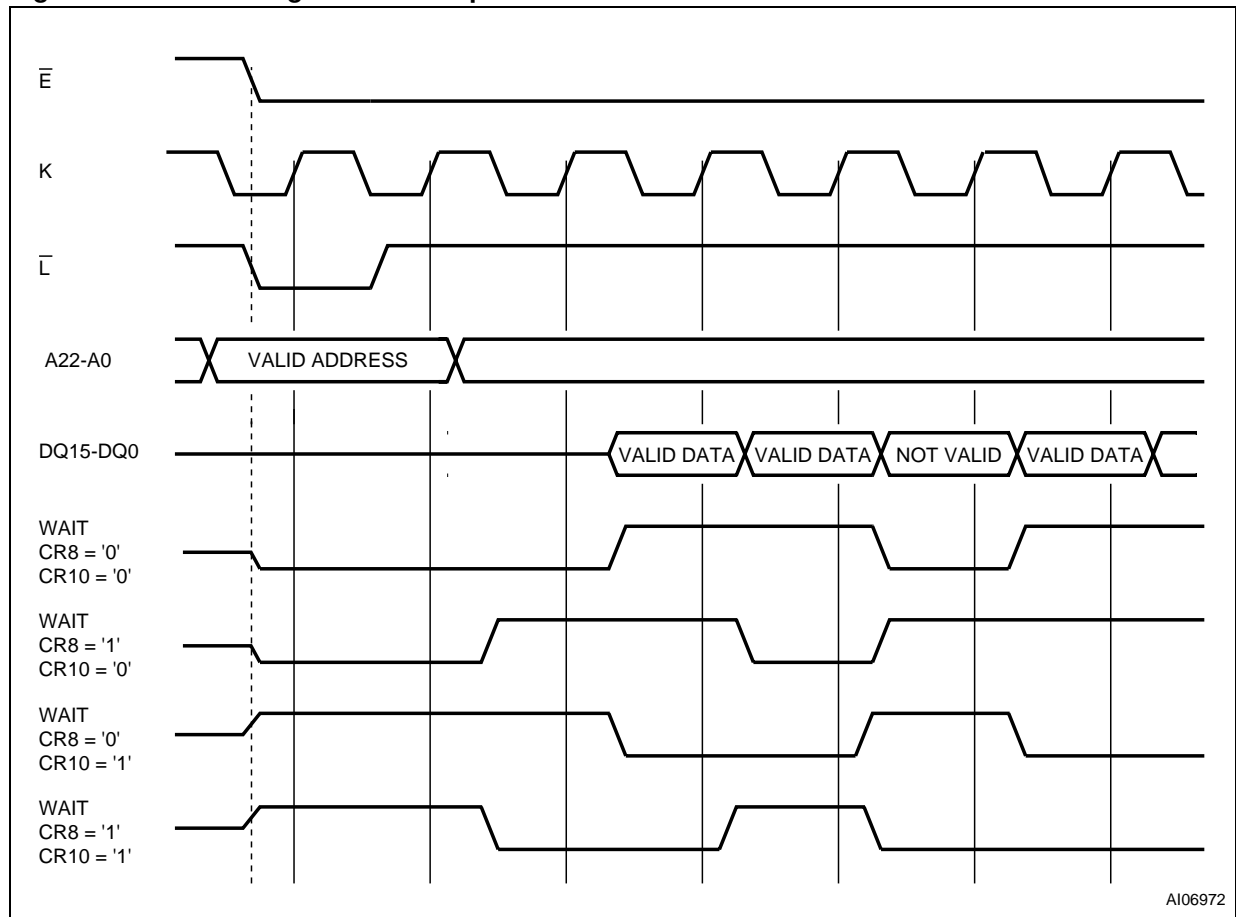 E
K
L
A22-A0
VALID ADDRESS
DQ15-DQ0
VALID DATA VALID DATA NOT VALID VALID DATA
WAIT
CR8 = '0'
CR10 = '0'
WAIT
CR8 = '1'
CR10 = '0'
WAIT
CR8 = '0'
CR10 = '1'
WAIT
CR8 = '1'
CR10 = '1'
AI06972